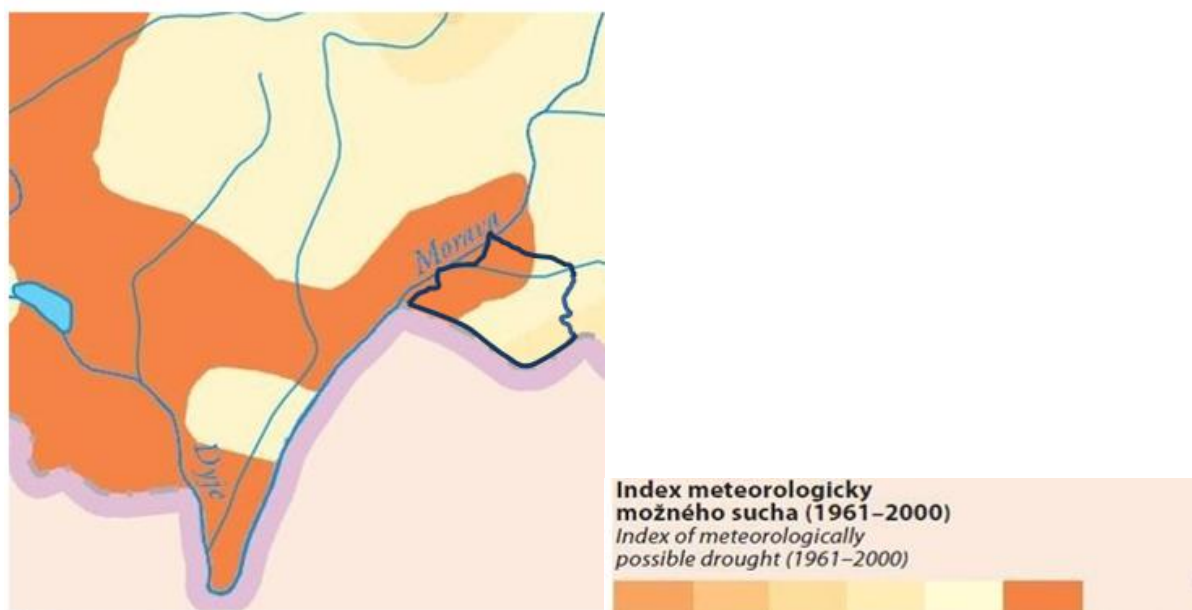 Morava
Dyje
Index meteorologicky
možného sucha (1961–2000)
Index of meteorologically
possible drought (1961–2000)